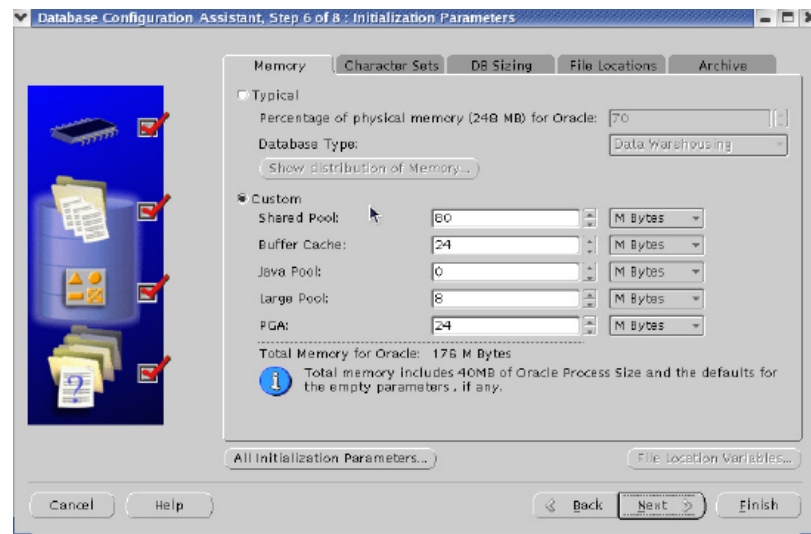 Database Configuration Assistant, Step 6 of 8 : Initialization Parameters
Memory Character Sets DB Sizing File Locations Archive
Typical
Percentage of physical memory (248 MB) for Oracle: 70
Database Type: Data Warehousing
Show distribution of Memory...
Custom
Shared Pool: 80 M Bytes
Buffer Cache: 24 M Bytes
Java Pool: 0 M Bytes
Large Pool: 8 M Bytes
PGA: 24 M Bytes
Total Memory for Oracle: 176 M Bytes
Total memory includes 40MB of Oracle Process Size and the defaults for
the empty parameters , if any.
All Initialization Parameters... File Location Variables...
Cancel Help Back Next Finish